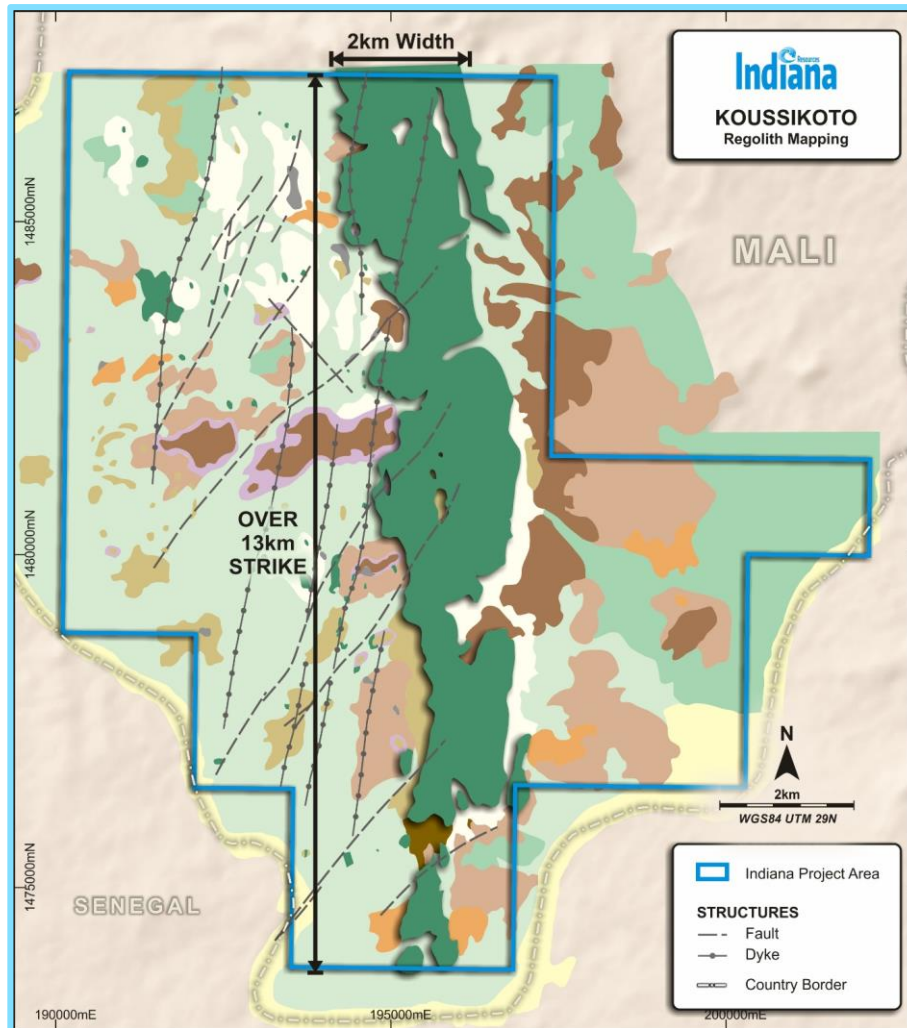 2km Width
Resources
Indiana
KOUSSIKOTO
Regolith Mapping
1485000mN
MALI
OVER
13km
STRIKE
1480000mN
N
2km
WGS84 UTM 29N
1475000mN
SENEGAL
Indiana Project Area
STRUCTURES
Fault
Dyke
Country Border
190000mE
195000mE
200000mE